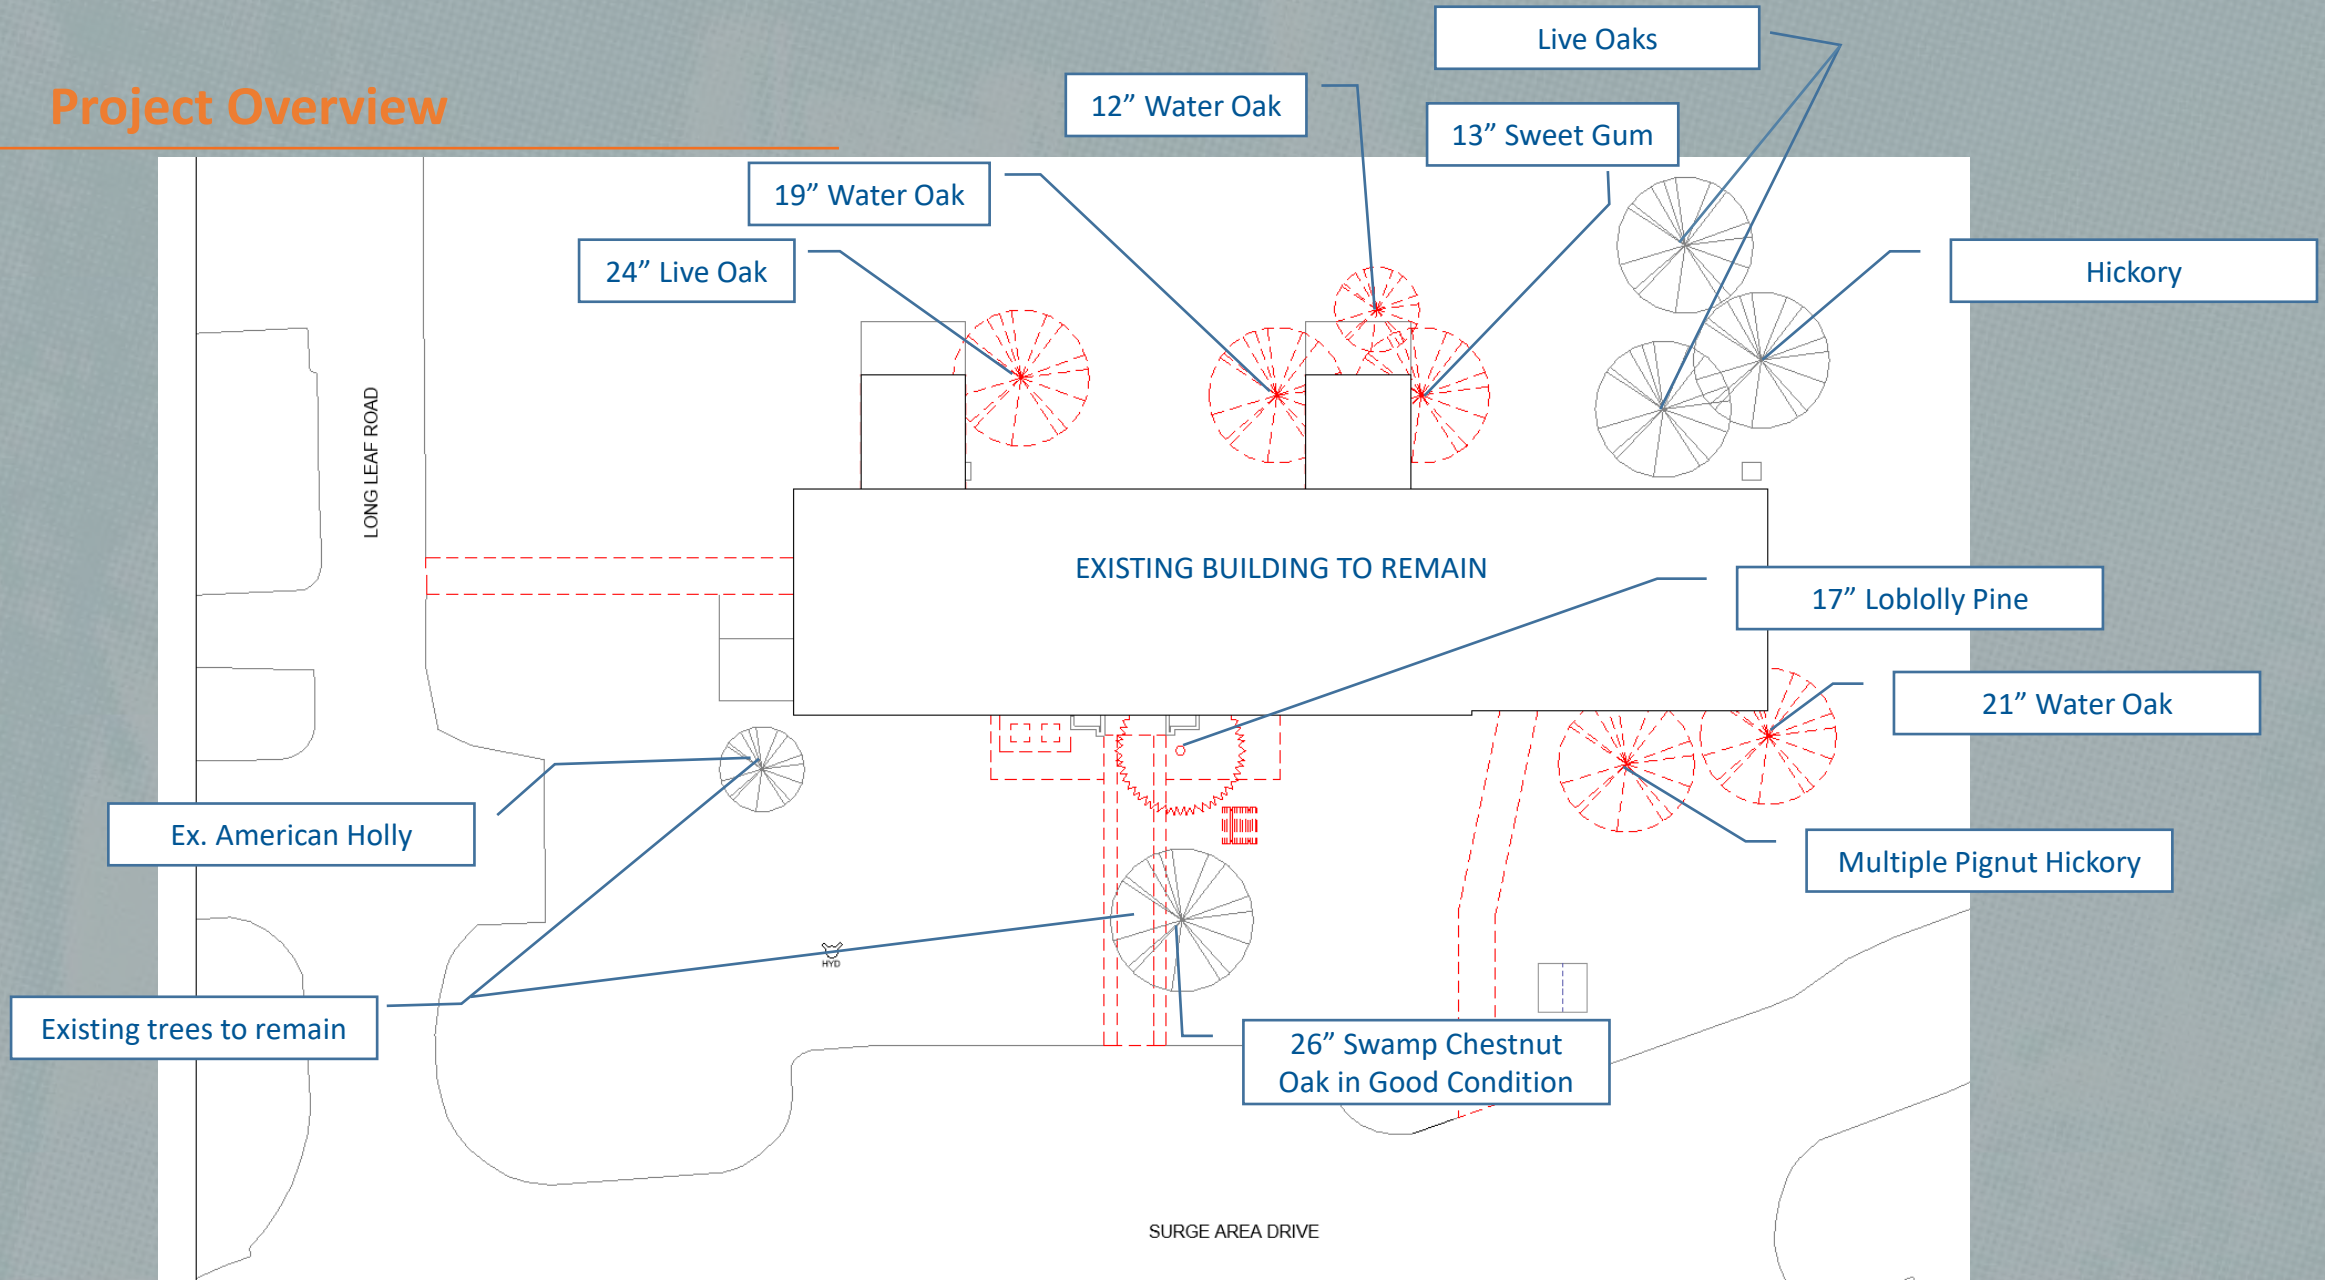 Project Overview
Live Oaks
12” Water Oak
13” Sweet Gum
19” Water Oak
24” Live Oak
Hickory
LONG LEAF ROAD
EXISTING BUILDING TO REMAIN
17” Loblolly Pine
21” Water Oak
Ex. American Holly
Multiple Pignut Hickory
HYD
Existing trees to remain
26” Swamp Chestnut
Oak in Good Condition
SURGE AREA DRIVE